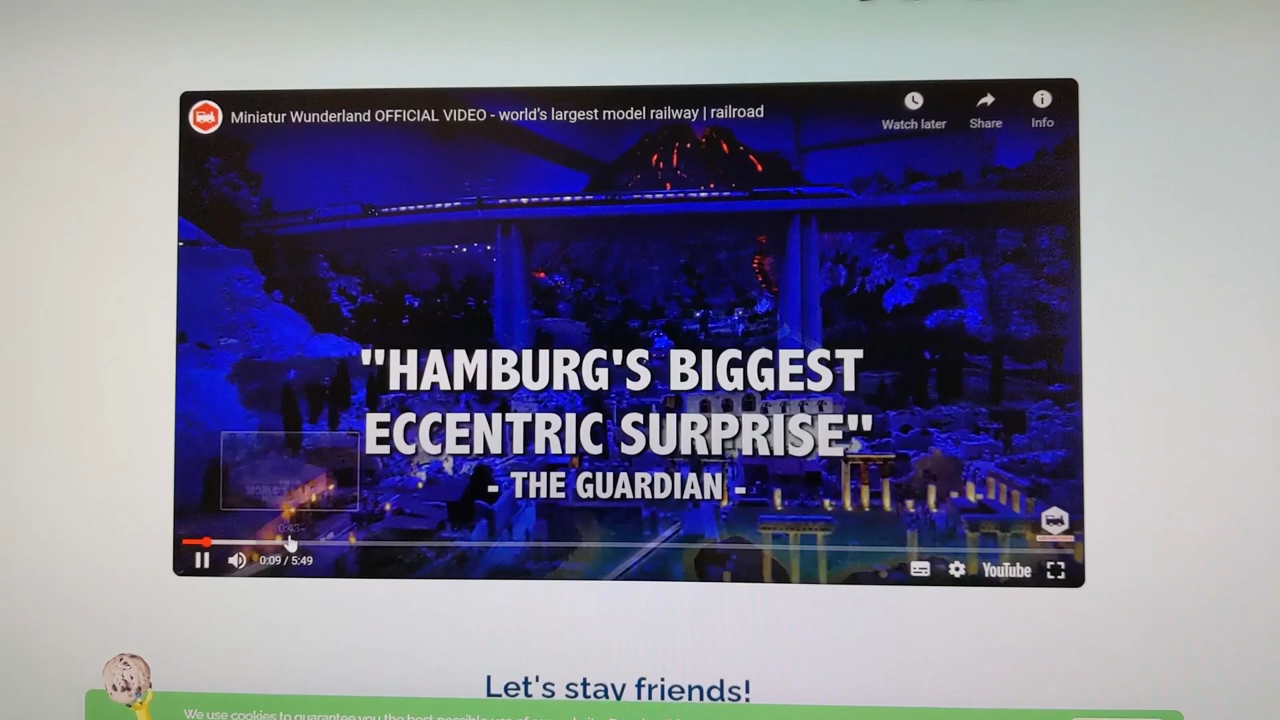 Miniatur Wunderland OFFICIAL VIDEO - world's largest model railway | railroad
Watch later
Share
Info
"HAMBURG'S BIGGEST
ECCENTRIC SURPRISE"
- THE GUARDIAN -
0:43
0:09 / 5:49
YouTube
Let's stay friends!
We use cookies to guarantee you the best possible use of our website.